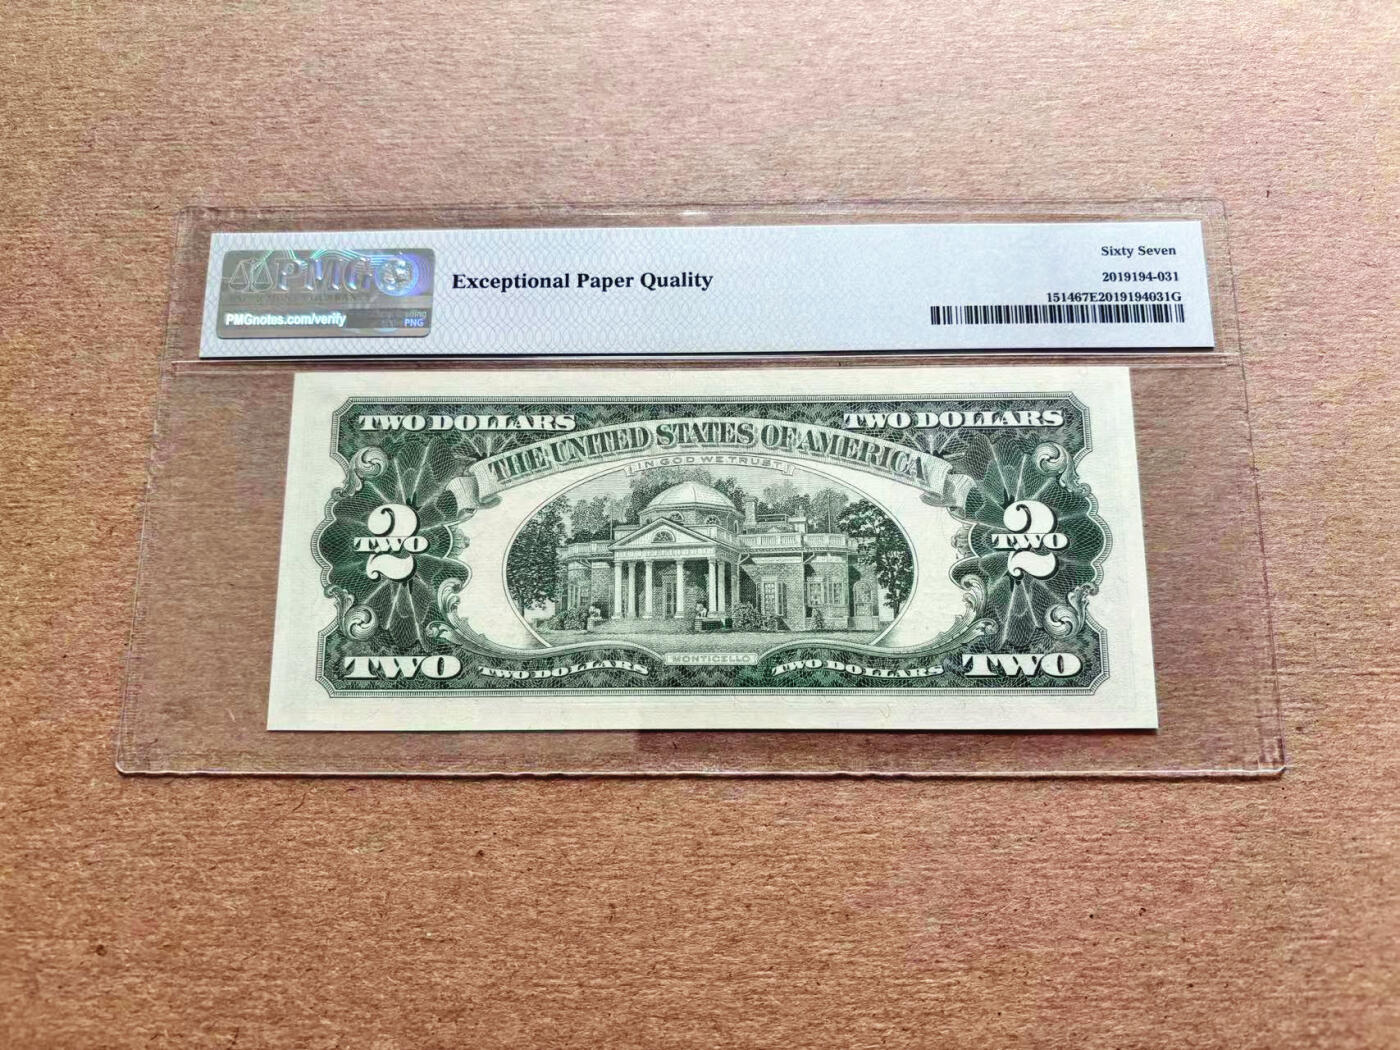 PMG
PMGnotes.com/verify
PNG
Exceptional Paper Quality
Sixty Seven
2019194-031
151467E2019194031G
TWO DOLLARS
TWO DOLLARS
THE UNITED STATES OF AMERICA
IN GOD WE TRUST
2
TWO
2
TWO
TWO
TWO DOLLARS
MONTICELLO
TWO DOLLARS
TWO